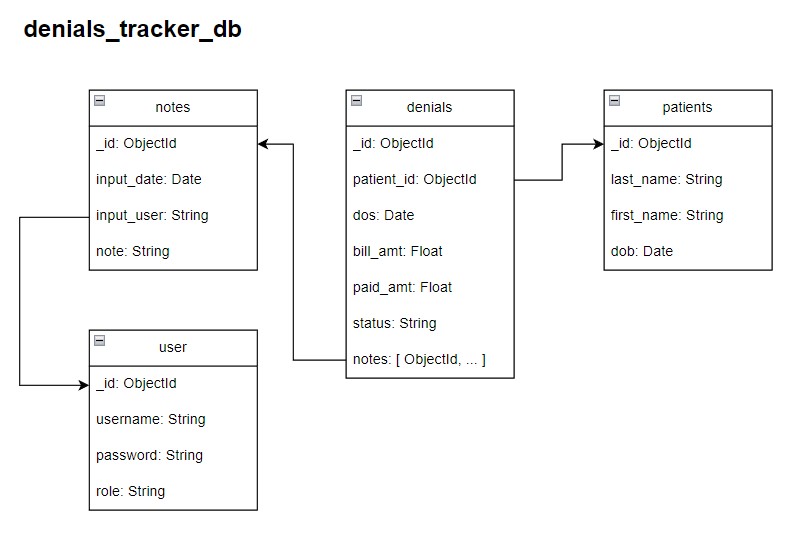 denials_tracker_db
notes
_id: ObjectId
input_date: Date
input_user: String
note: String
denials
_id: ObjectId
patient_id: ObjectId
dos: Date
bill_amt: Float
paid_amt: Float
status: String
notes: [ ObjectId, ... ]
patients
_id: ObjectId
last_name: String
first_name: String
dob: Date
user
_id: ObjectId
username: String
password: String
role: String